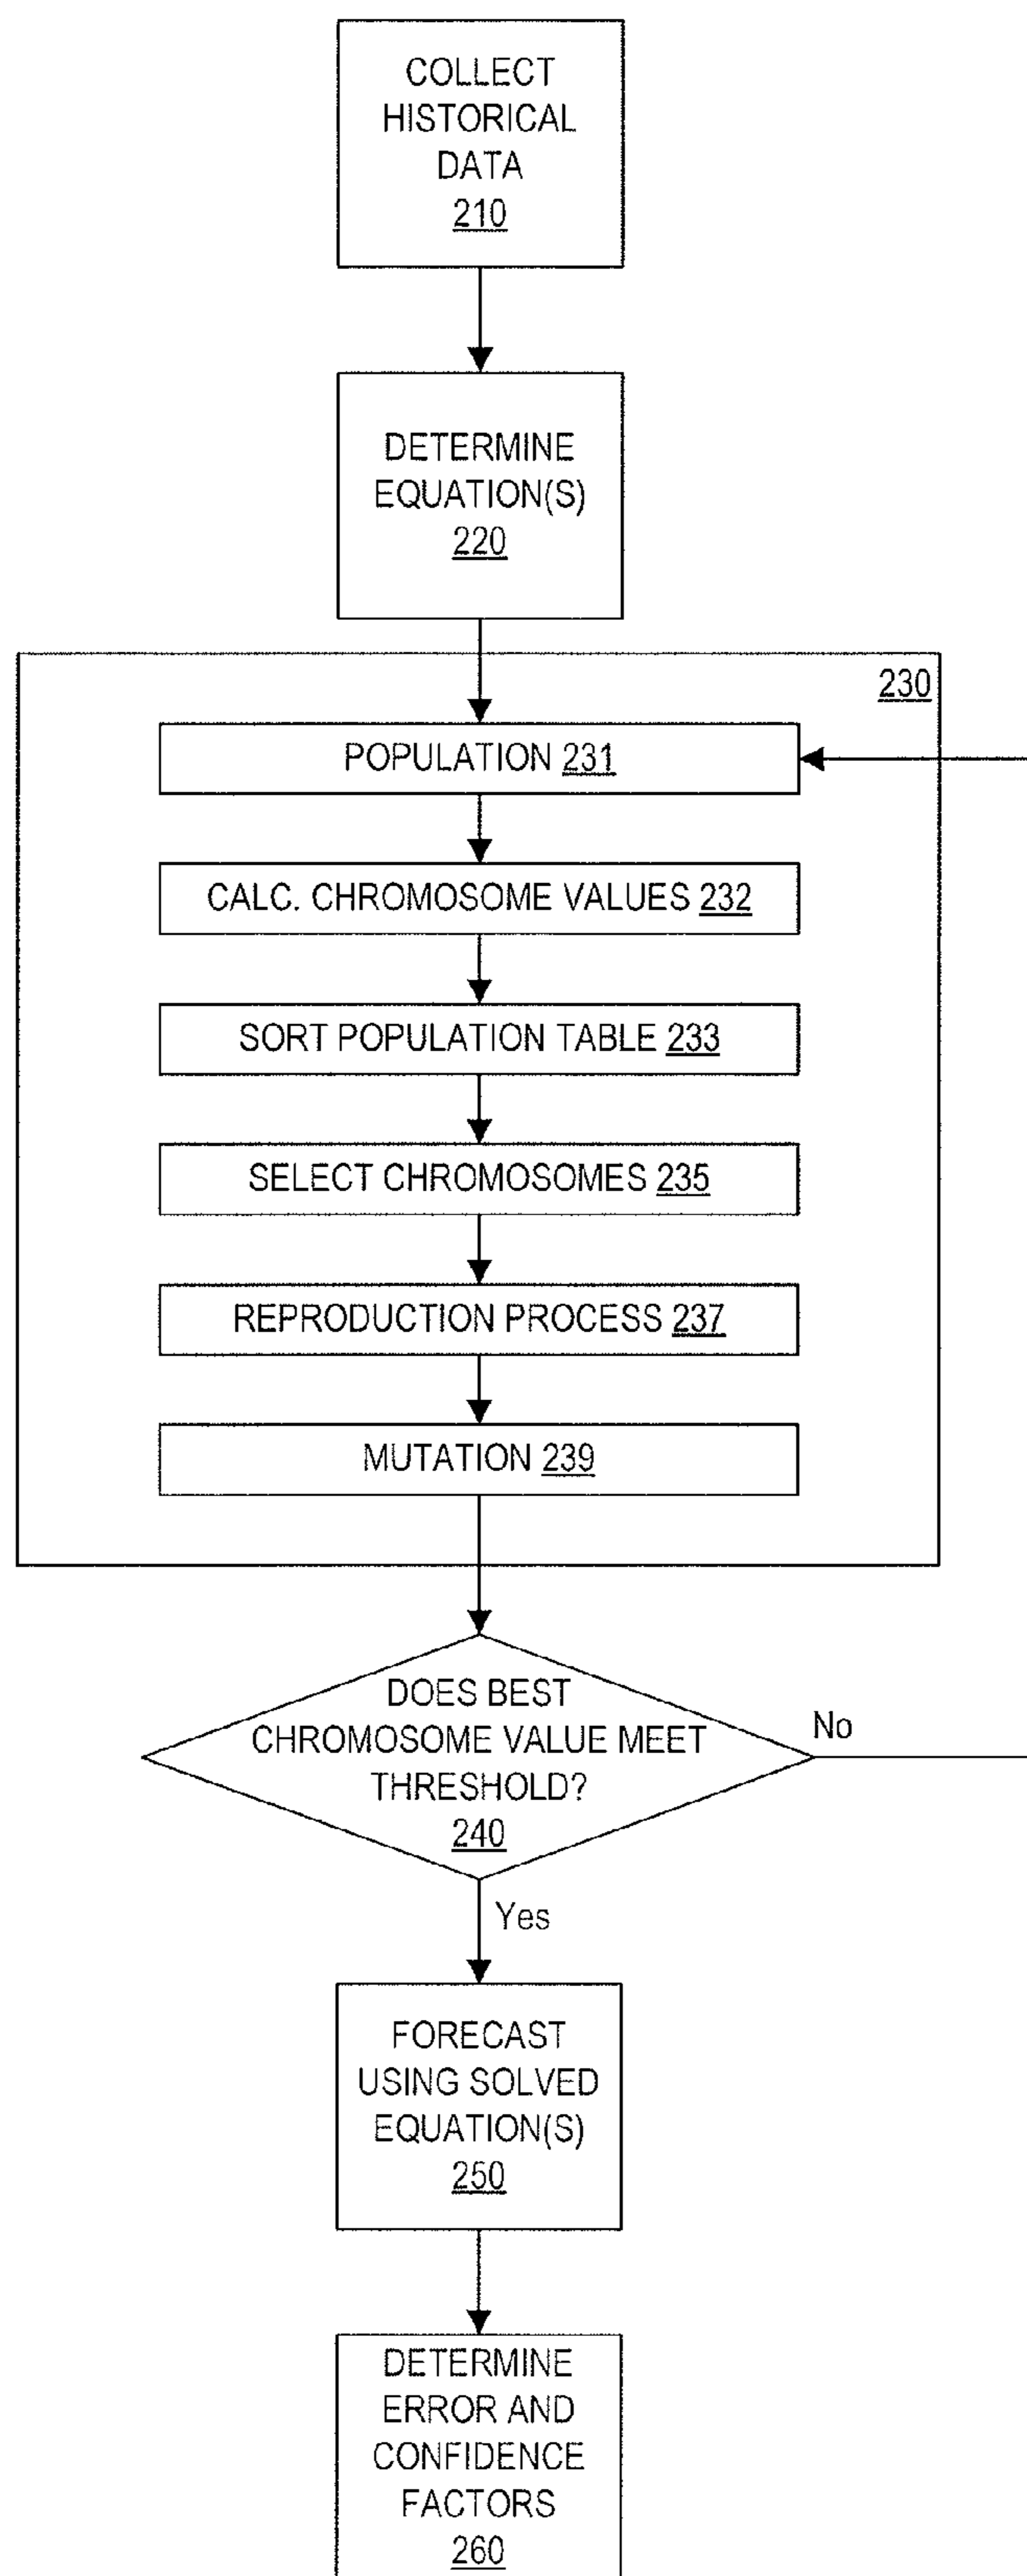 COLLECT
HISTORICAL
DATA
210
DETERMINE
EQUATION(S)
220
230
POPULATION 231
CALC. CHROMOSOME VALUES 232
SORT POPULATION TABLE 233
SELECT CHROMOSOMES 235
REPRODUCTION PROCESS 237
MUTATION 239
DOES BEST
CHROMOSOME VALUE MEET
THRESHOLD?
240
No
Yes
FORECAST
USING SOLVED
EQUATION(S)
250
DETERMINE
ERROR AND
CONFIDENCE
FACTORS
260